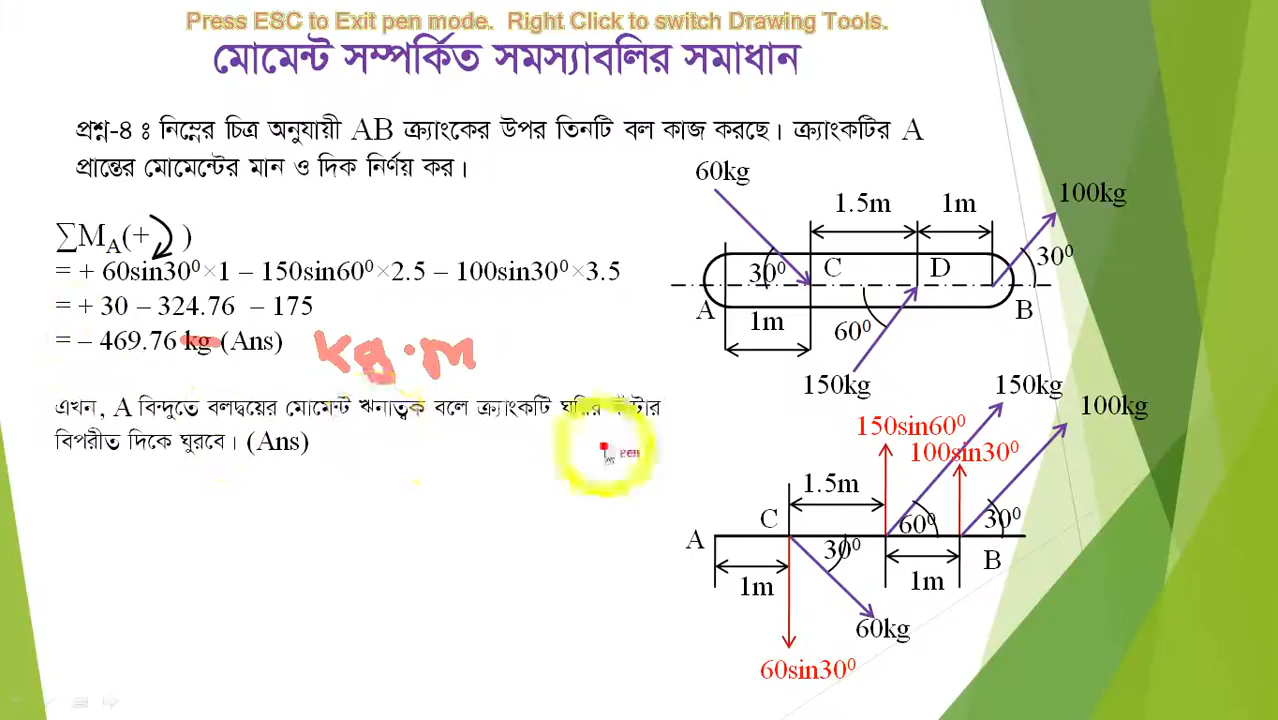 Press ESC to Exit pen mode. Right Click to switch Drawing Tools.
মোমেন্ট সম্পর্কিত সমস্যাবলির সমাধান
প্রশ্ন-৪ ঃ নিম্নের চিত্র অনুযায়ী AB ক্র্যাংকের উপর তিনটি বল কাজ করছে। ক্র্যাংকটির A
প্রান্তের মোমেন্টের মান ও দিক নির্ণয় কর।
∑M_A(+ )
= + 60sin30⁰×1 – 150sin60⁰×2.5 – 100sin30⁰×3.5
= + 30 – 324.76 – 175
= – 469.76 kg (Ans)
kg·m
এখন, A বিন্দুতে বলদ্বয়ের মোমেন্ট ঋনাত্বক বলে ক্র্যাংকটি ঘড়ির কাঁটার
বিপরীত দিকে ঘুরবে। (Ans)
60kg
1.5m
1m
100kg
30⁰
C
D
30⁰
A
B
1m
60⁰
150kg
150kg
100kg
150sin60⁰
100sin30⁰
1.5m
C
60⁰
30⁰
A
30⁰
B
1m
1m
60kg
60sin30⁰